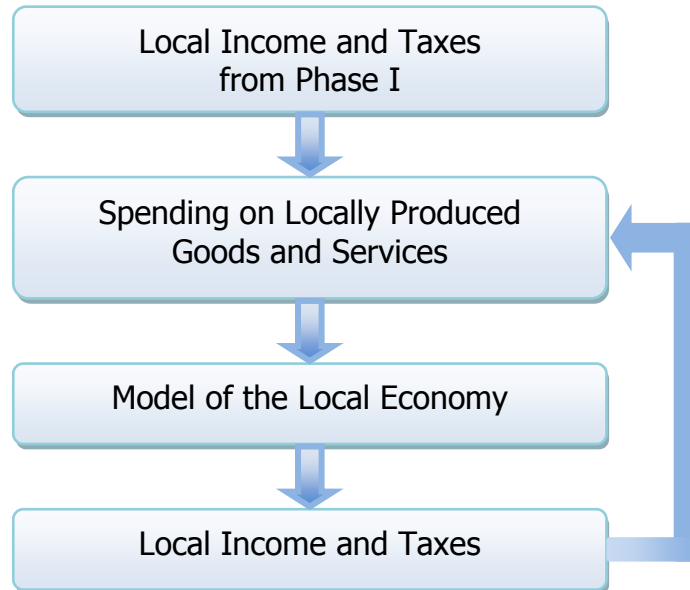 Local Income and Taxes
from Phase I
Spending on Locally Produced
Goods and Services
Model of the Local Economy
Local Income and Taxes